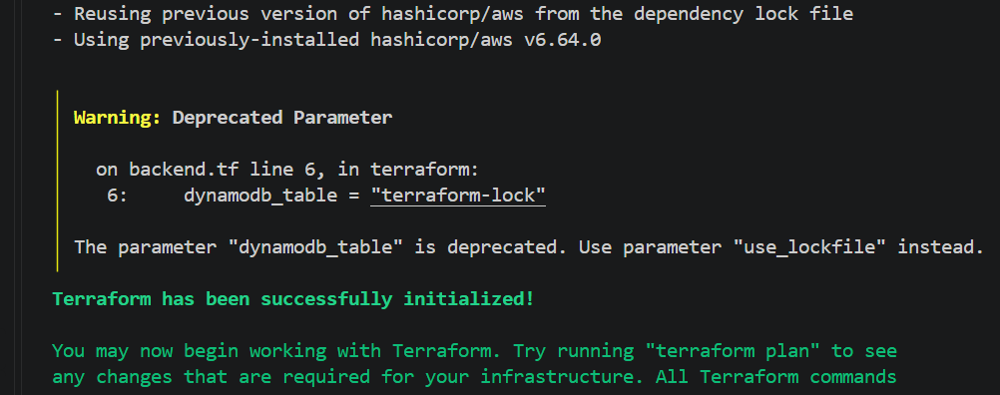 - Reusing previous version of hashicorp/aws from the dependency lock file
- Using previously-installed hashicorp/aws v6.64.0
Warning: Deprecated Parameter
on backend.tf line 6, in terraform:
6: dynamodb_table = "terraform-lock"
The parameter "dynamodb_table" is deprecated. Use parameter "use_lockfile" instead.
Terraform has been successfully initialized!
You may now begin working with Terraform. Try running "terraform plan" to see
any changes that are required for your infrastructure. All Terraform commands